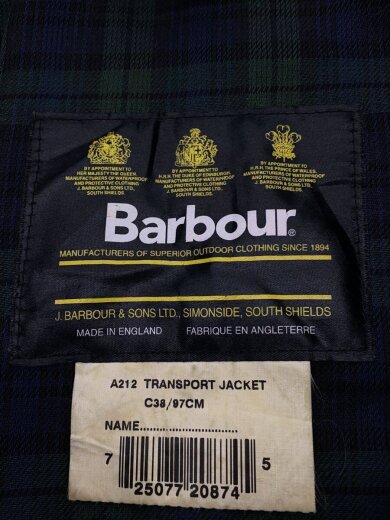 BY APPOINTMENT TO
HER MAJESTY THE QUEEN.
MANUFACTURERS OF WATERPROOF
AND PROTECTIVE CLOTHING
J. BARBOUR & SONS LTD.,
SOUTH SHIELDS
BY APPOINTMENT TO
H.R.H. THE DUKE OF EDINBURGH.
MANUFACTURERS OF WATERPROOF
AND PROTECTIVE CLOTHING
J. BARBOUR & SONS LTD.
SOUTH SHIELDS
BY APPOINTMENT TO
H.R.H. THE PRINCE OF WALES.
MANUFACTURERS OF WATERPROOF
AND PROTECTIVE CLOTHING
J. BARBOUR & SONS LTD.
SOUTH SHIELDS
Barbour®
MANUFACTURERS OF SUPERIOR OUTDOOR CLOTHING SINCE 1894
J. BARBOUR & SONS LTD., SIMONSIDE, SOUTH SHIELDS
MADE IN ENGLAND FABRIQUE EN ANGLETERRE
A212 TRANSPORT JACKET
C38/97CM
NAME..............................
7 25077 20874 5